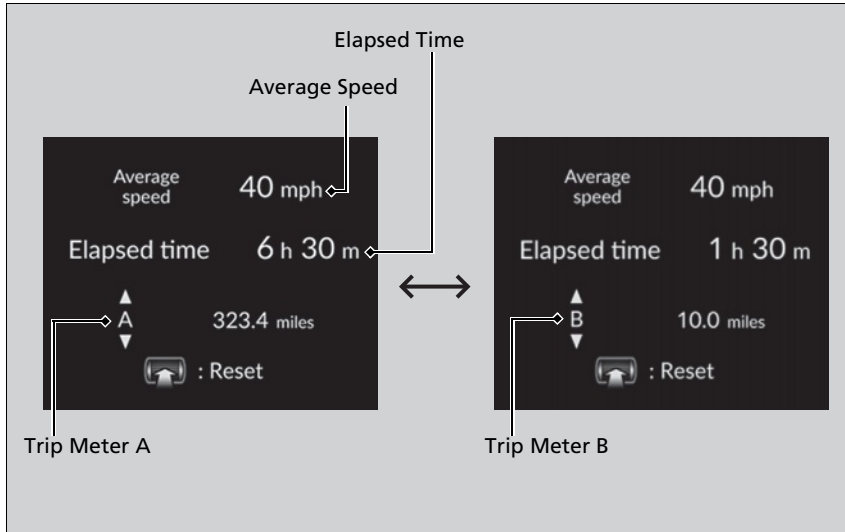 Elapsed Time
Average Speed
Average
speed
40 mph
Elapsed time 6 h 30 m
A 323.4 miles
: Reset
Trip Meter A
Average
speed
40 mph
Elapsed time 1 h 30 m
B 10.0 miles
: Reset
Trip Meter B